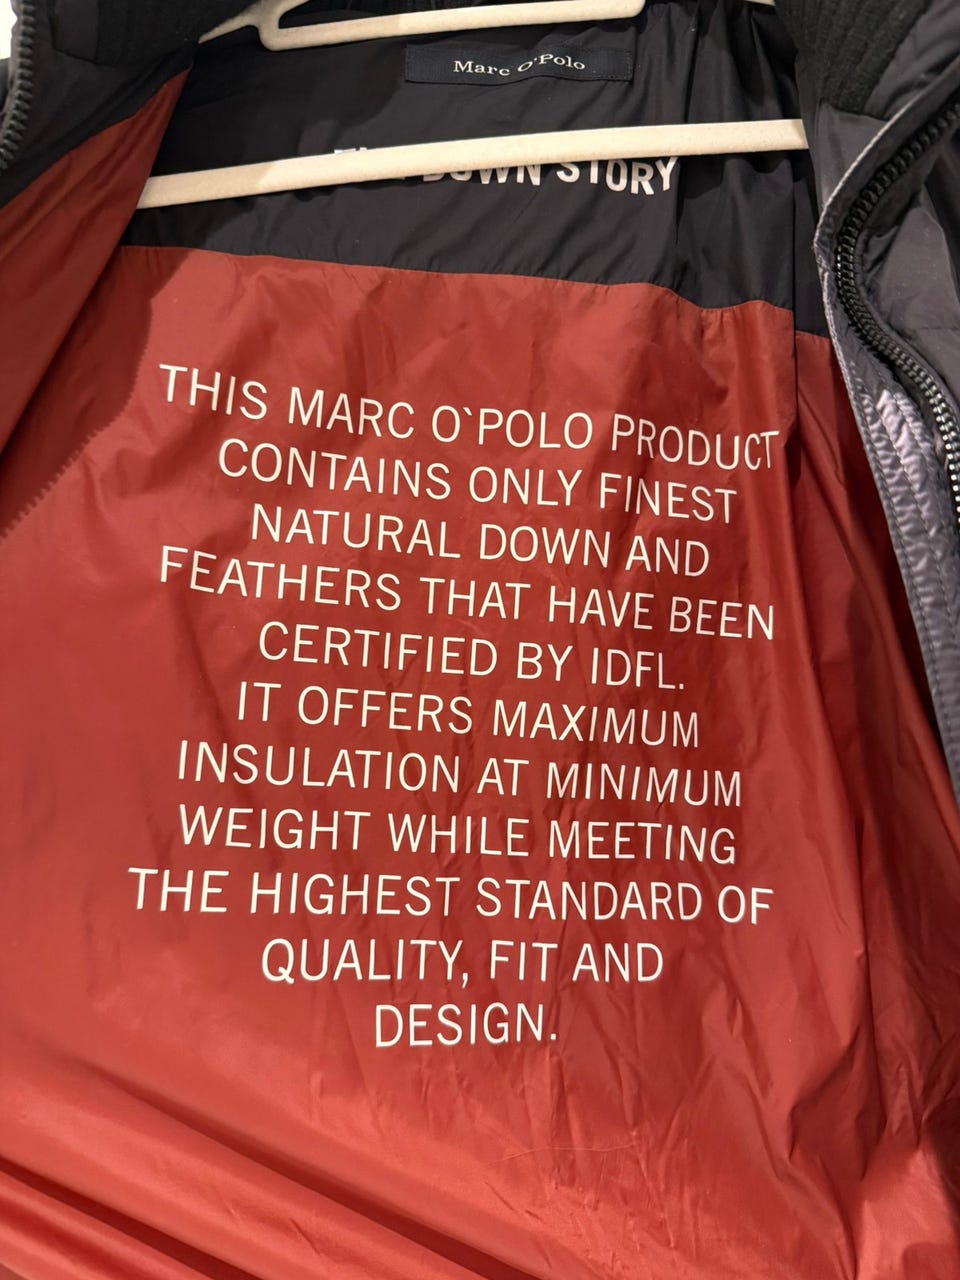 Marc O'Polo
DOWN STORY
THIS MARC O`POLO PRODUCT
CONTAINS ONLY FINEST
NATURAL DOWN AND
FEATHERS THAT HAVE BEEN
CERTIFIED BY IDFL.
IT OFFERS MAXIMUM
INSULATION AT MINIMUM
WEIGHT WHILE MEETING
THE HIGHEST STANDARD OF
QUALITY, FIT AND
DESIGN.